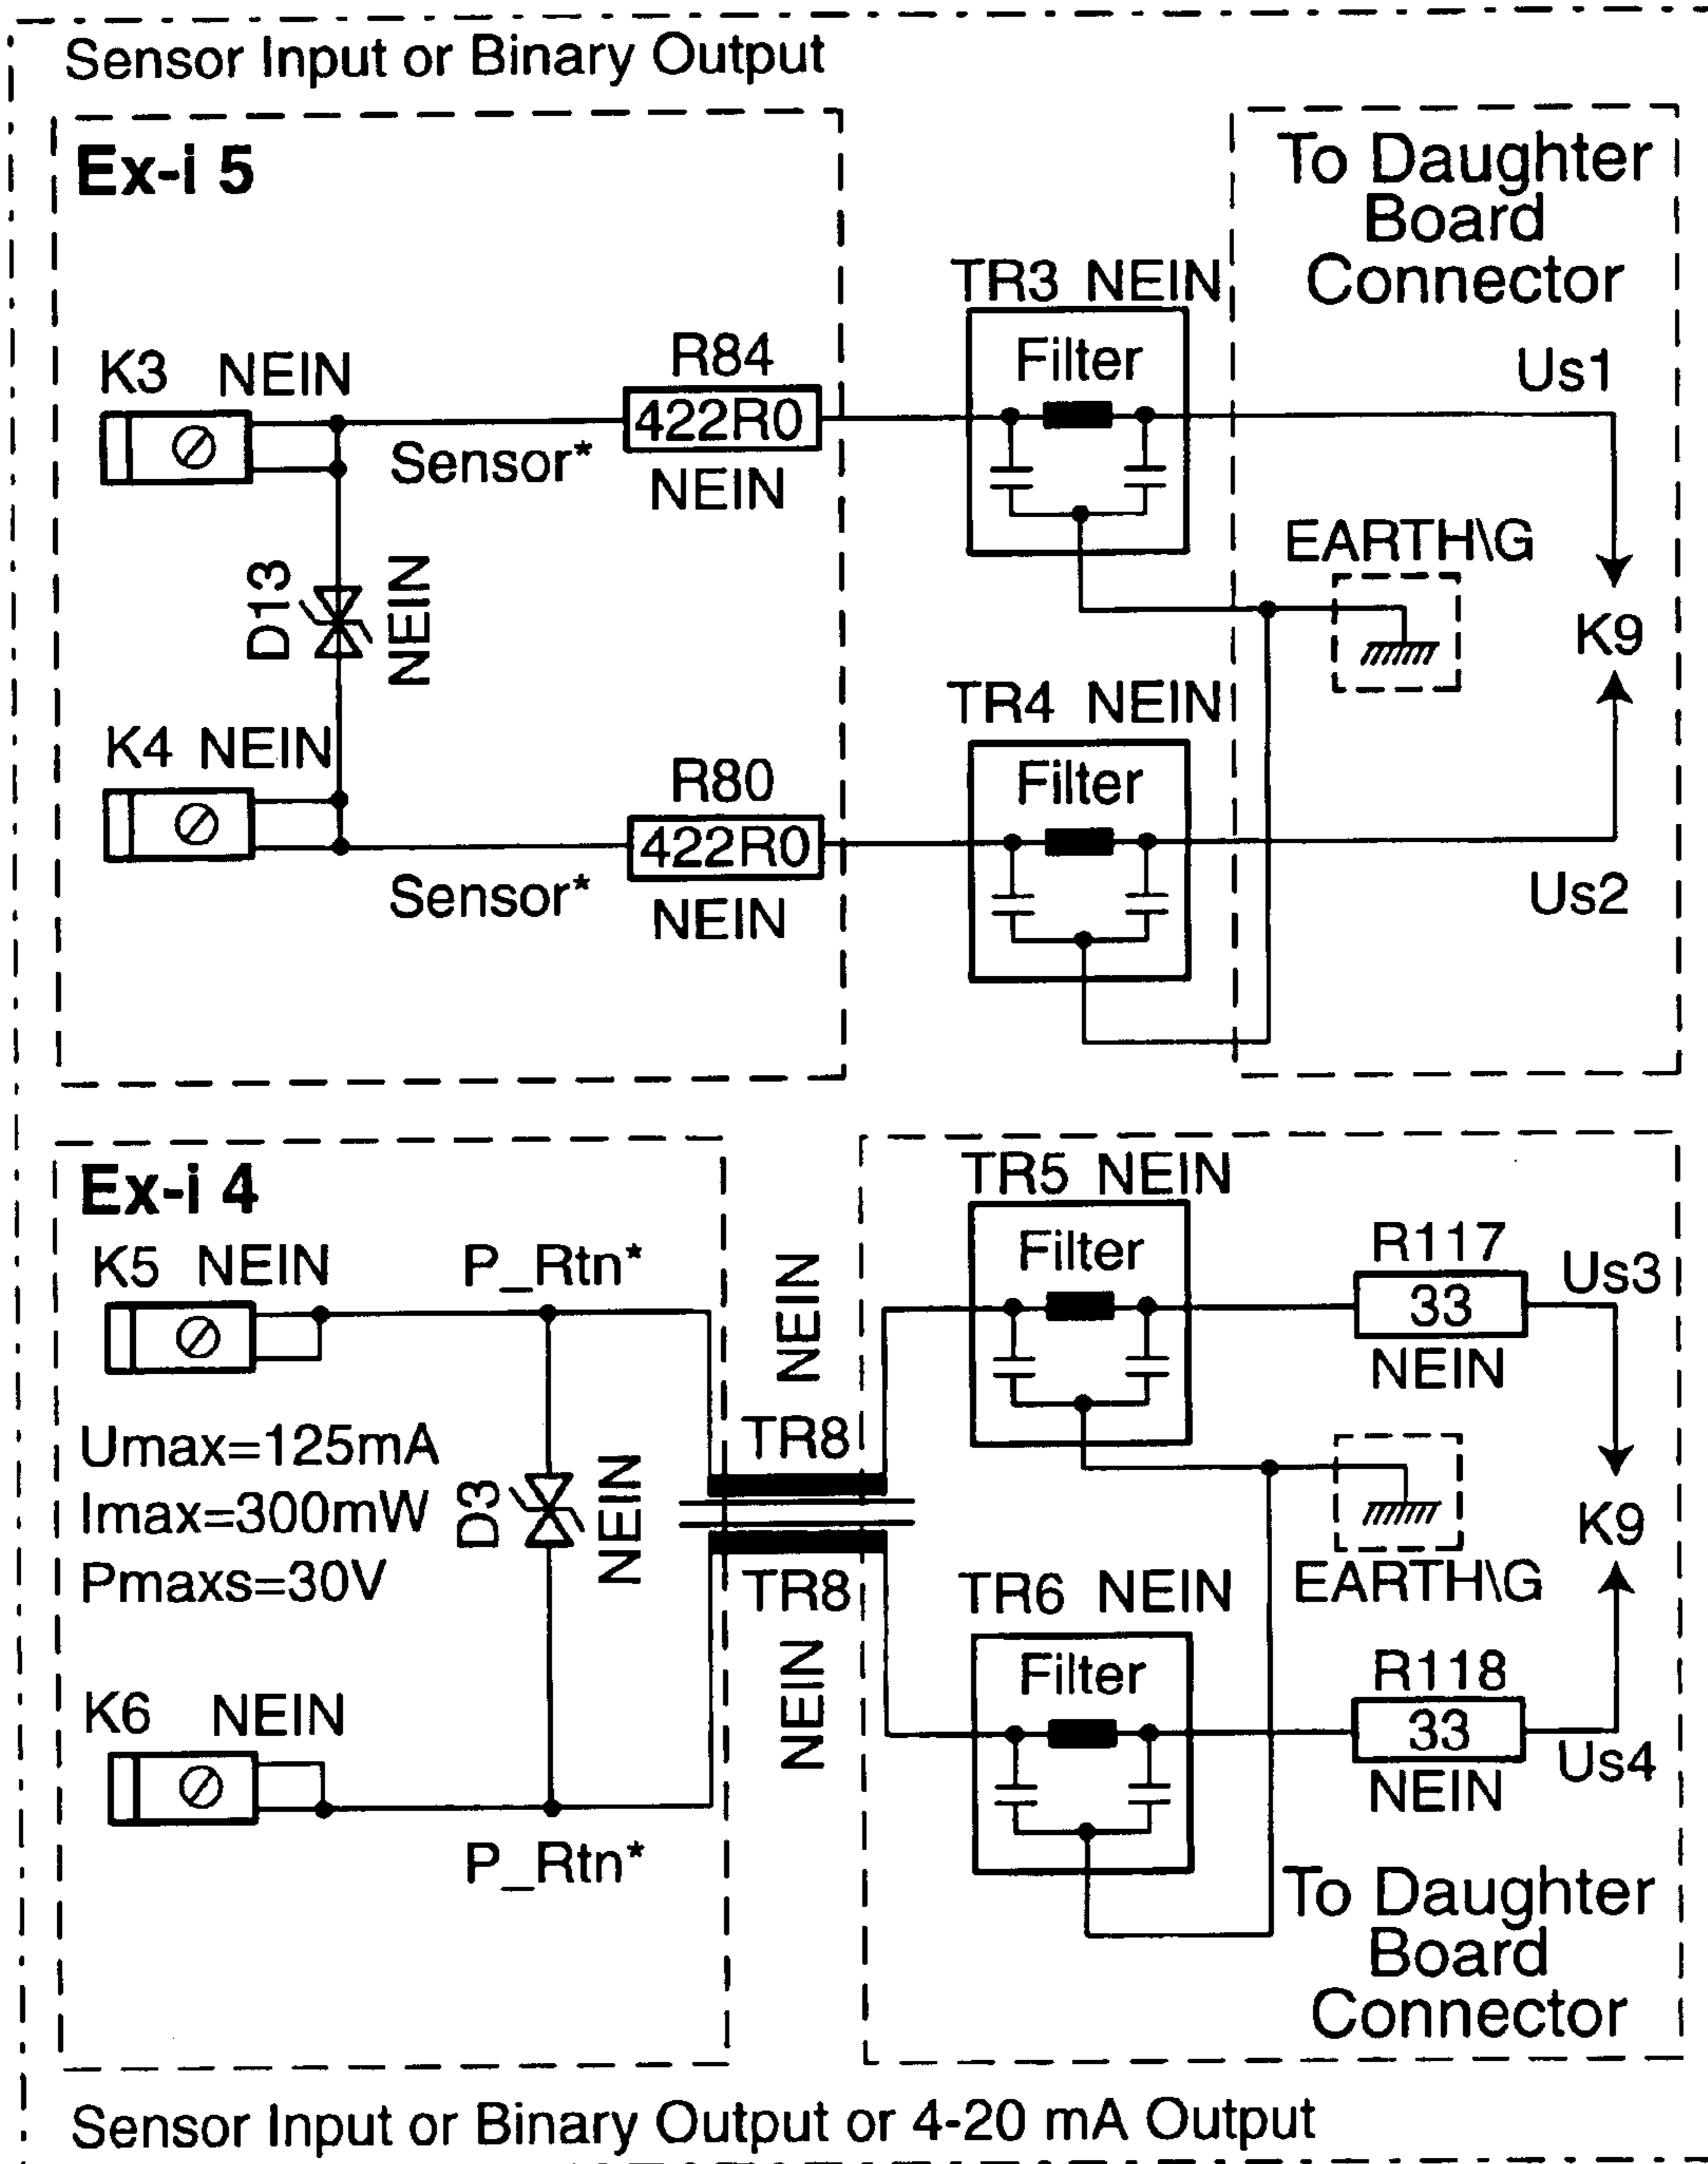 Sensor Input or Binary Output
Ex-i 5
To Daughter
Board
Connector
TR3 NEIN
Filter
K3 NEIN
R84
422R0
NEIN
Sensor*
Us1
D13
NEIN
EARTH\G
K9
TR4 NEIN
Filter
K4 NEIN
R80
422R0
NEIN
Sensor*
Us2
Ex-i 4
TR5 NEIN
Filter
K5 NEIN
P_Rtn*
NEIN
R117
33
NEIN
Us3
Umax=125mA
Imax=300mW
Pmaxs=30V
D3
NEIN
TR8
TR8
NEIN
K9
EARTH\G
TR6 NEIN
Filter
K6 NEIN
P_Rtn*
R118
33
NEIN
Us4
To Daughter
Board
Connector
Sensor Input or Binary Output or 4-20 mA Output